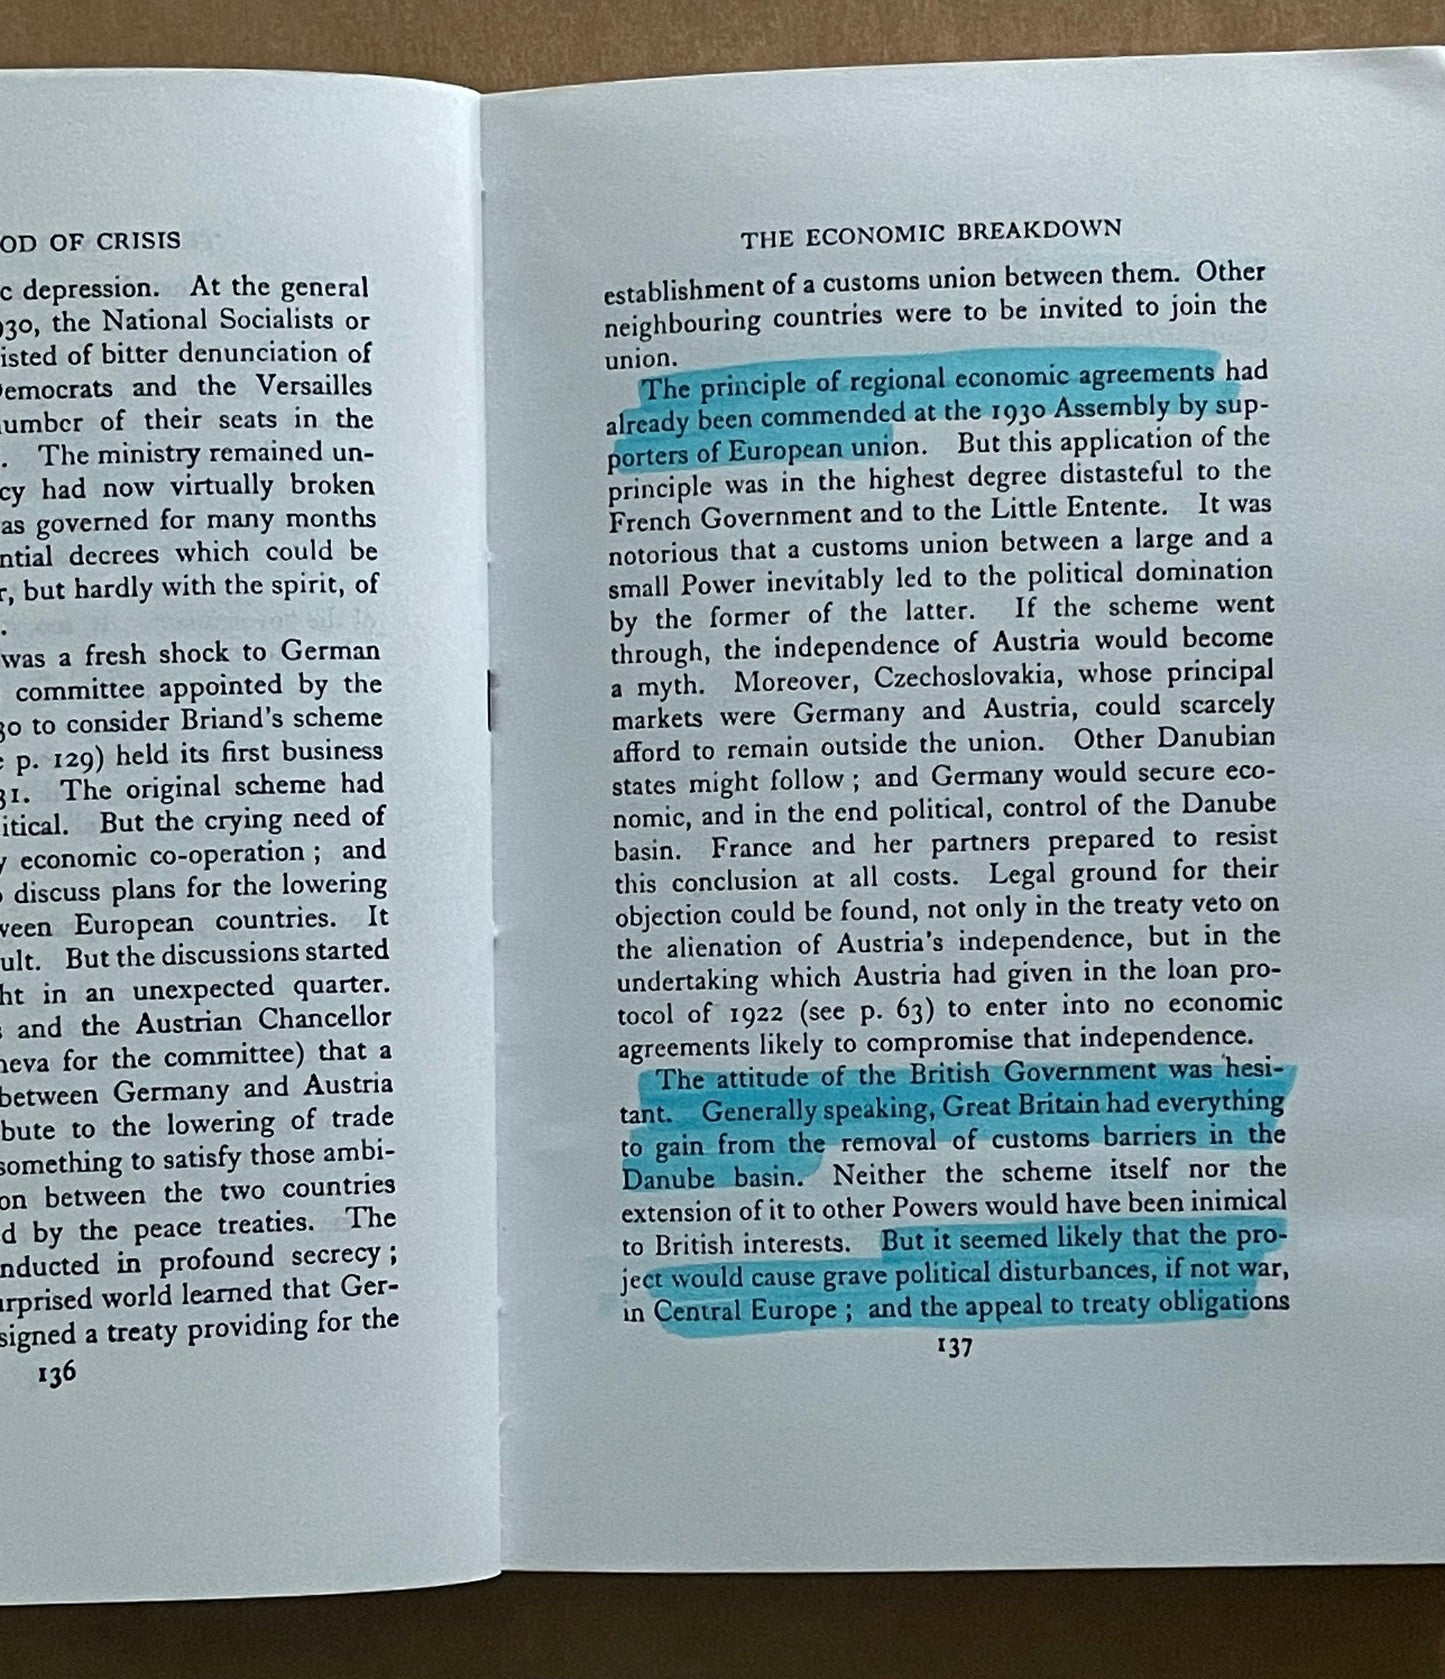 OD OF CRISIS
c depression. At the general
930, the National Socialists or
isted of bitter denunciation of
Democrats and the Versailles
umber of their seats in the
. The ministry remained un-
cy had now virtually broken
as governed for many months
ntial decrees which could be
r, but hardly with the spirit, of
.
was a fresh shock to German
committee appointed by the
30 to consider Briand's scheme
p. 129) held its first business
31. The original scheme had
itical. But the crying need of
y economic co-operation ; and
discuss plans for the lowering
ween European countries. It
ult. But the discussions started
ht in an unexpected quarter.
and the Austrian Chancellor
neva for the committee) that a
between Germany and Austria
bute to the lowering of trade
something to satisfy those ambi-
on between the two countries
d by the peace treaties. The
nducted in profound secrecy ;
urprised world learned that Ger-
signed a treaty providing for the
136
THE ECONOMIC BREAKDOWN
establishment of a customs union between them. Other
neighbouring countries were to be invited to join the
union.
The principle of regional economic agreements had
already been commended at the 1930 Assembly by sup-
porters of European union. But this application of the
principle was in the highest degree distasteful to the
French Government and to the Little Entente. It was
notorious that a customs union between a large and a
small Power inevitably led to the political domination
by the former of the latter. If the scheme went
through, the independence of Austria would become
a myth. Moreover, Czechoslovakia, whose principal
markets were Germany and Austria, could scarcely
afford to remain outside the union. Other Danubian
states might follow ; and Germany would secure eco-
nomic, and in the end political, control of the Danube
basin. France and her partners prepared to resist
this conclusion at all costs. Legal ground for their
objection could be found, not only in the treaty veto on
the alienation of Austria's independence, but in the
undertaking which Austria had given in the loan pro-
tocol of 1922 (see p. 63) to enter into no economic
agreements likely to compromise that independence.
The attitude of the British Government was hesi-
tant. Generally speaking, Great Britain had everything
to gain from the removal of customs barriers in the
Danube basin. Neither the scheme itself nor the
extension of it to other Powers would have been inimical
to British interests. But it seemed likely that the pro-
ject would cause grave political disturbances, if not war,
in Central Europe ; and the appeal to treaty obligations
137